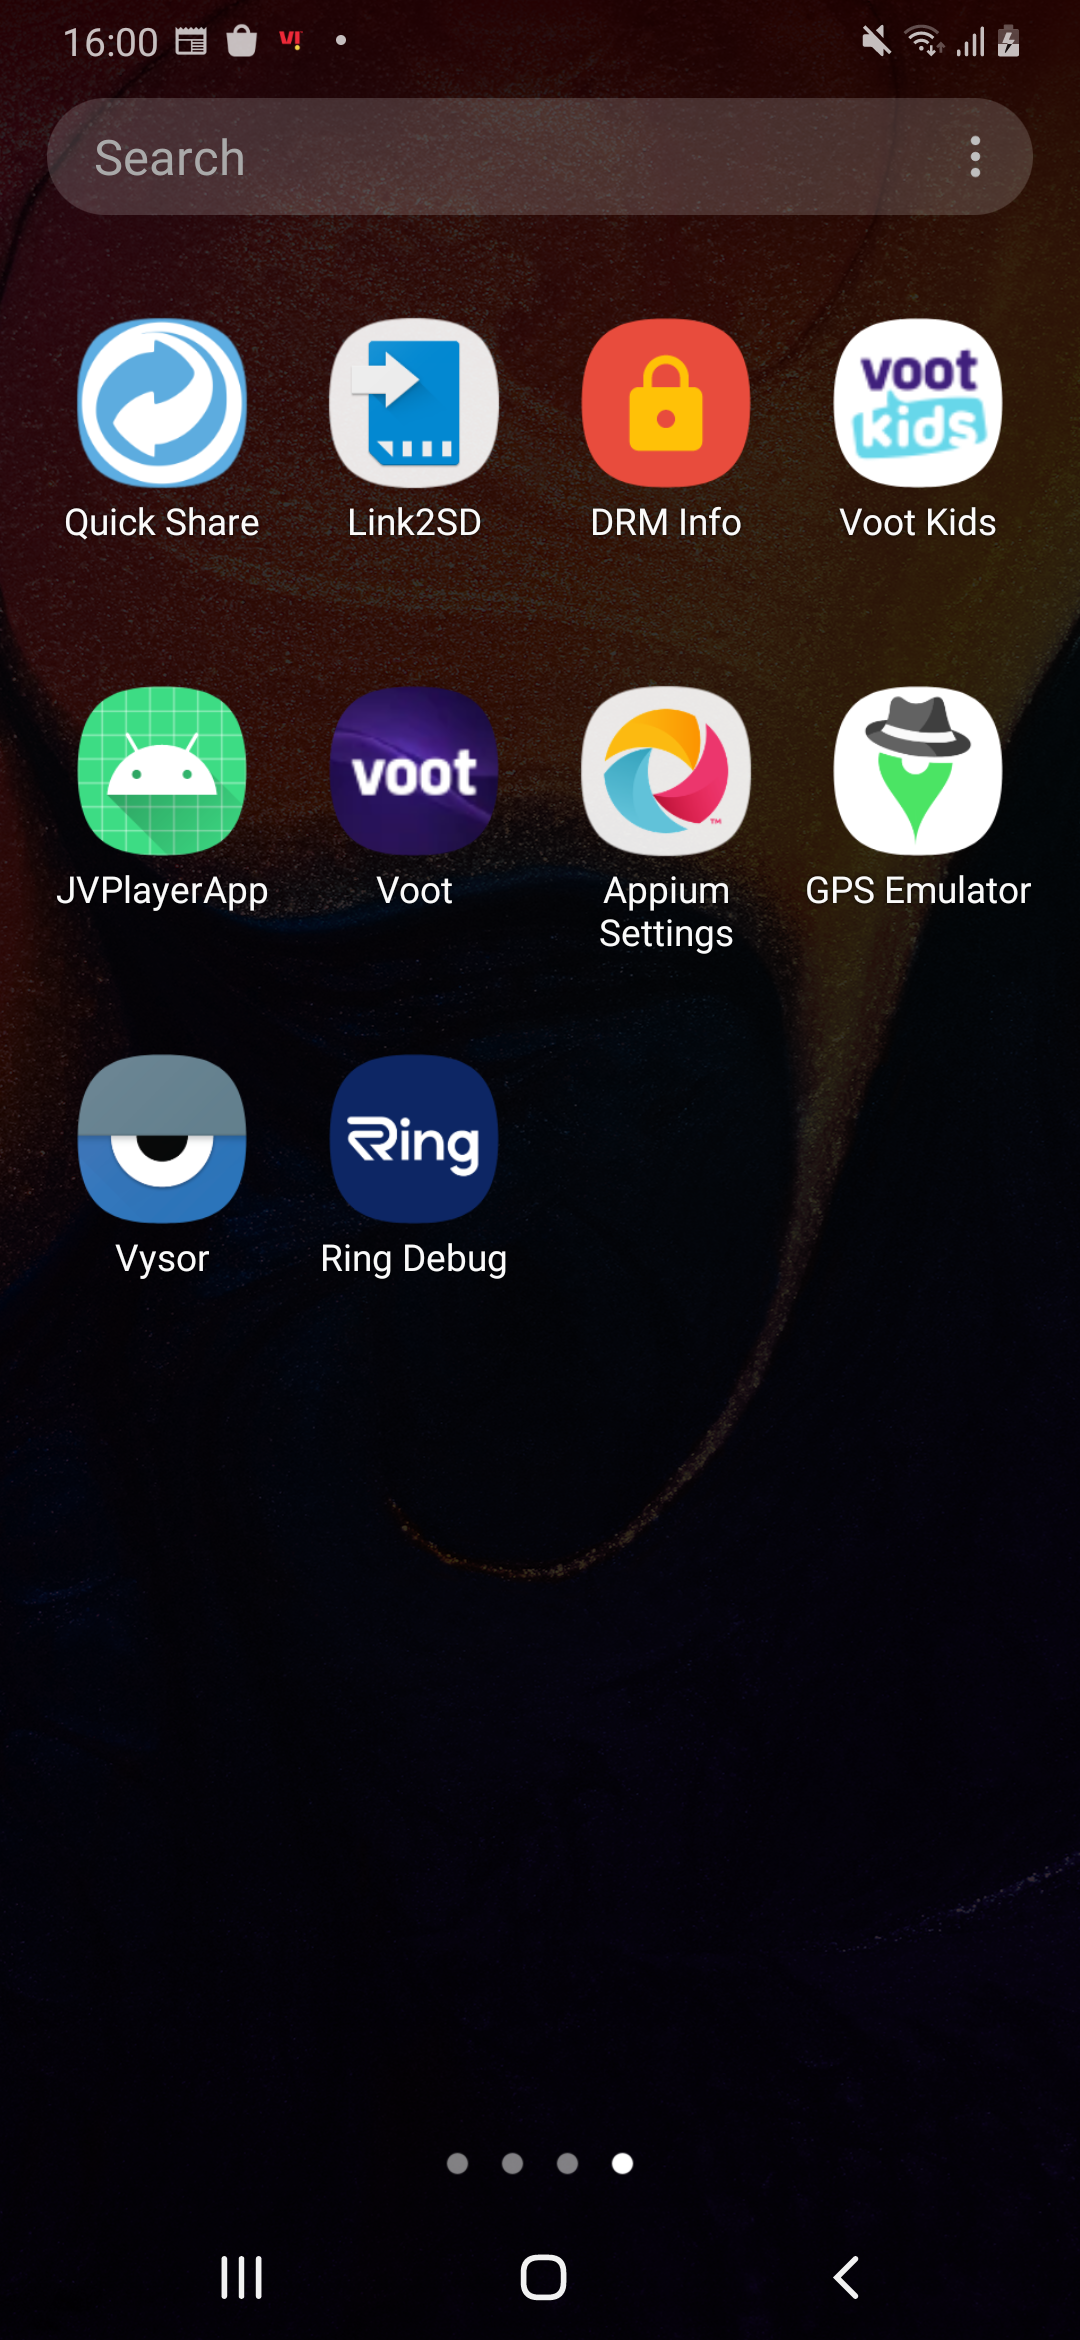 16:00
VI!
Search
voot
kids
Quick Share
Link2SD
DRM Info
Voot Kids
voot
TM
JVPlayerApp
Voot
Appium
Settings
GPS Emulator
Ring
Vysor
Ring Debug